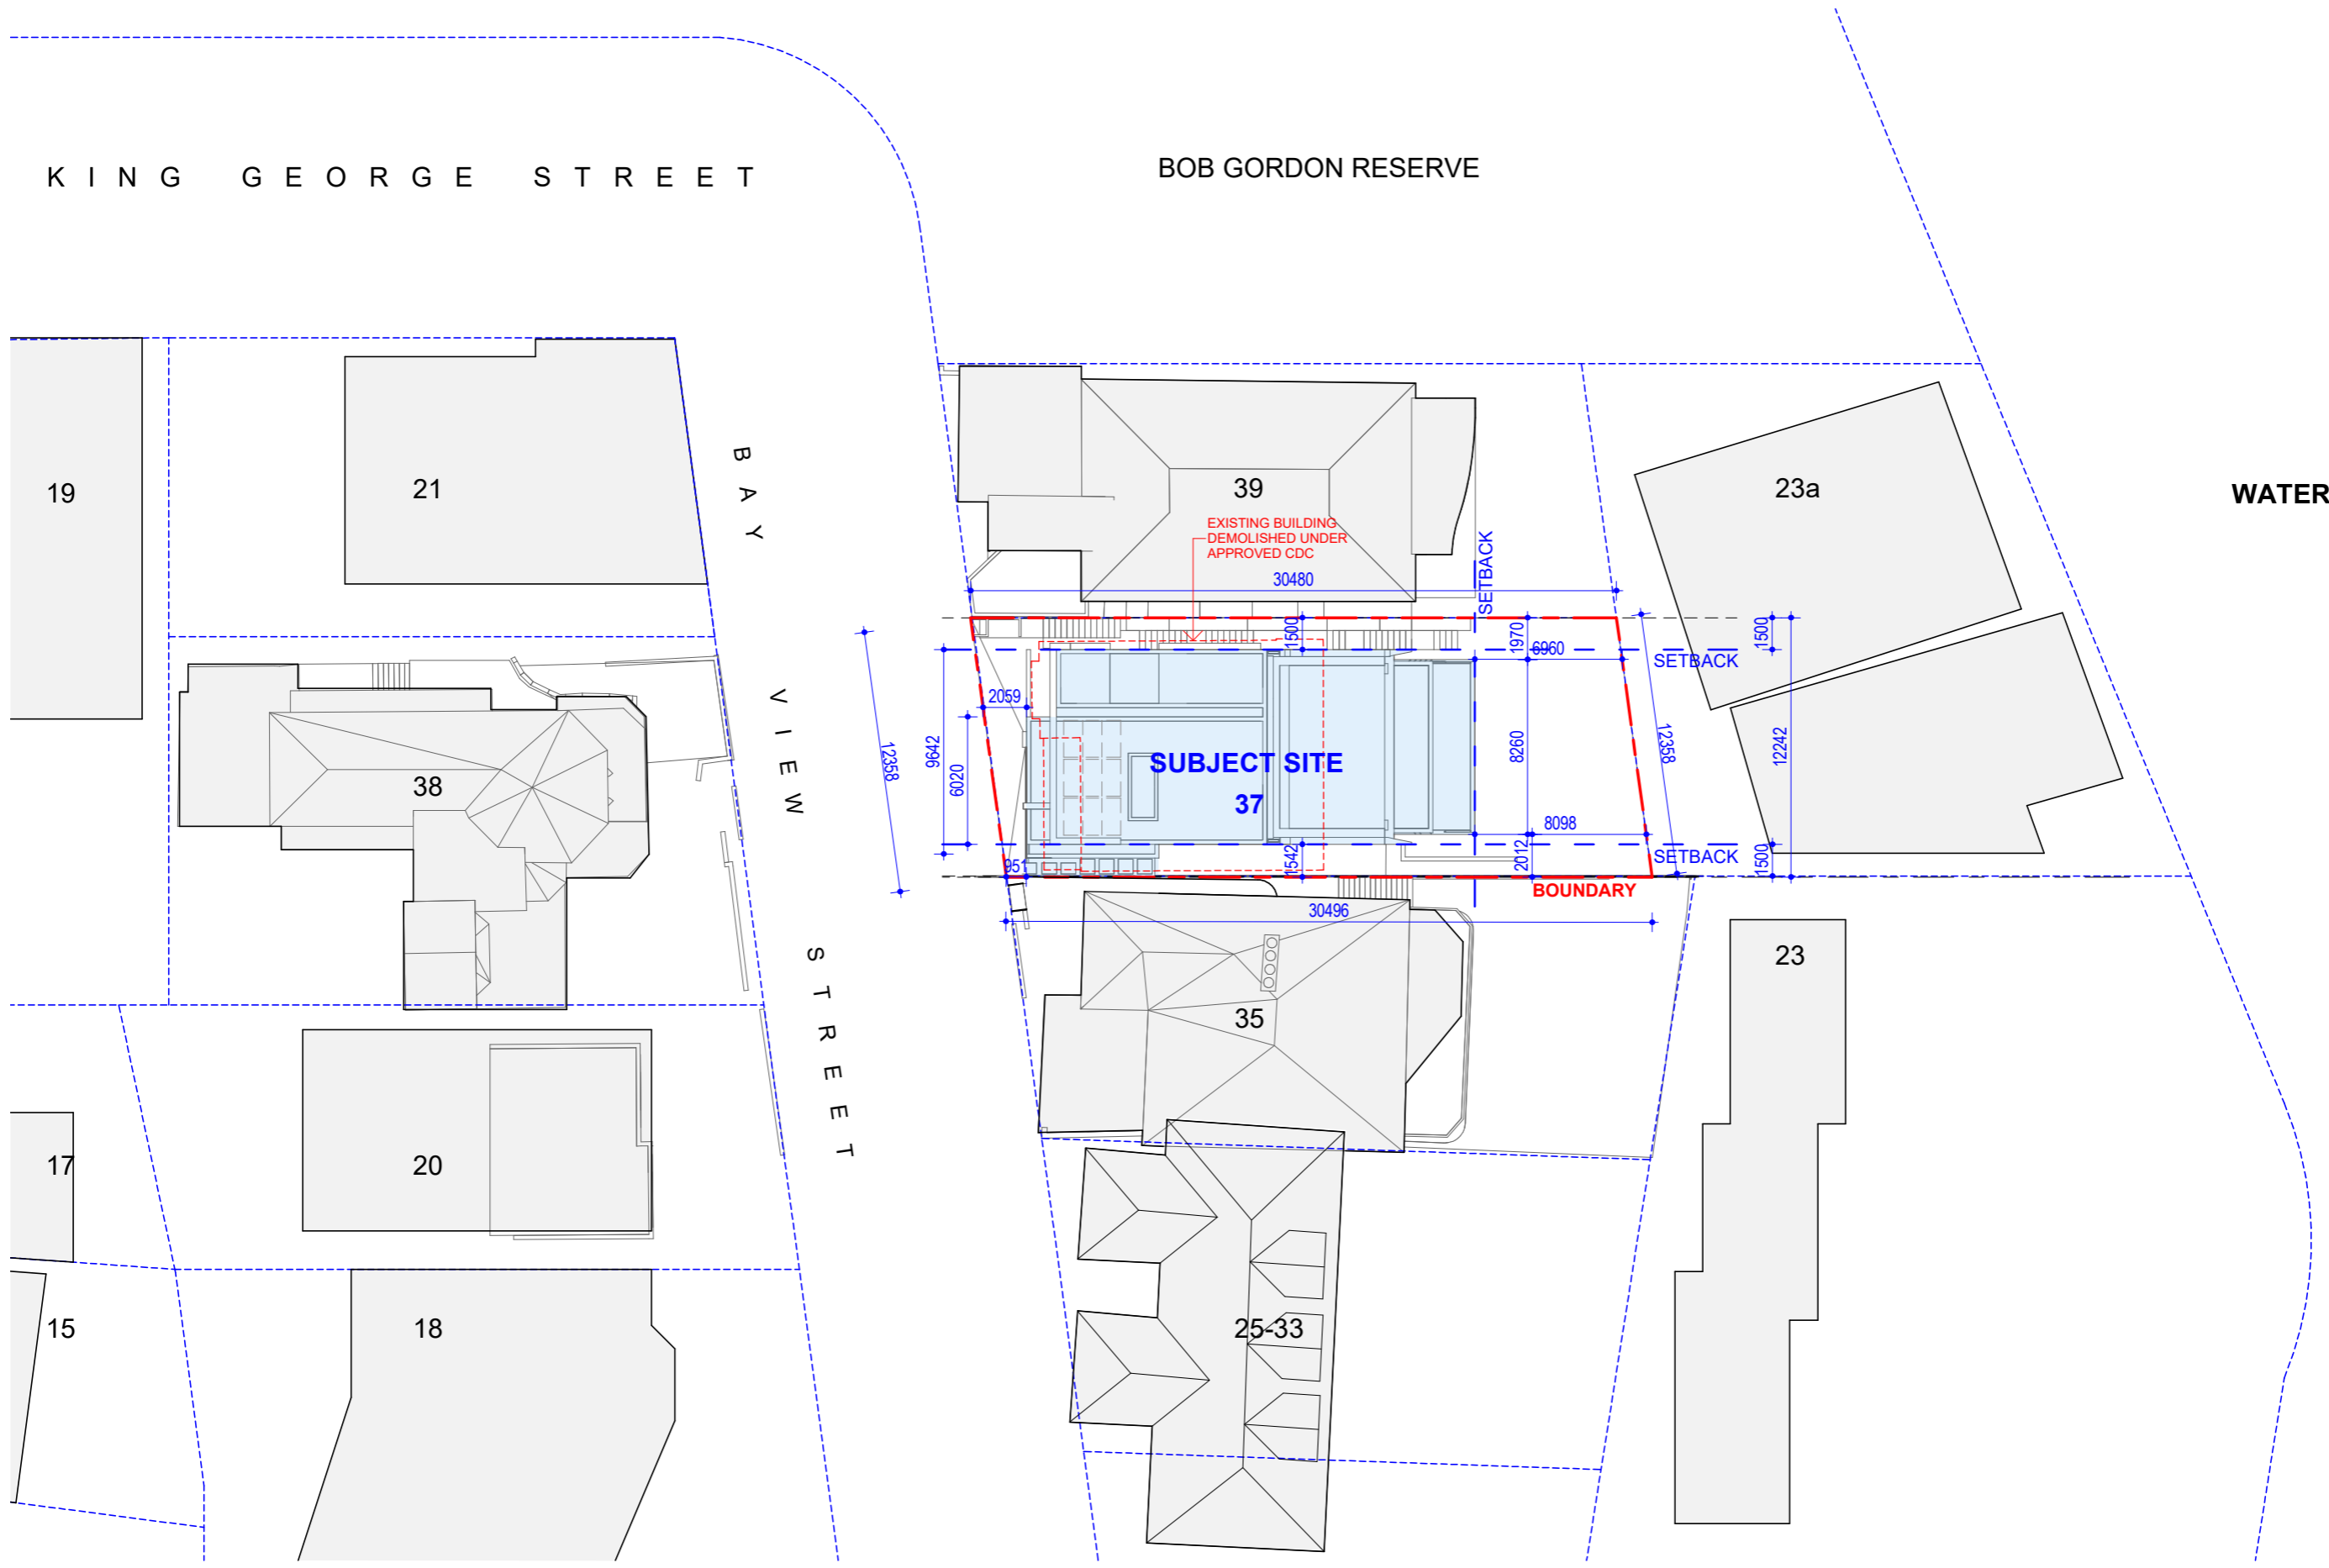 KING GEORGE STREET
BOB GORDON RESERVE
19
21
BAY VIEW STREET
39
23a
WATER
EXISTING BUILDING
DEMOLISHED UNDER
APPROVED CDC
SETBACK
30480
1500
1970
6960
SETBACK
1500
2059
9642
6020
12358
SUBJECT SITE
37
8260
12358
12242
38
8098
951
1542
2012
SETBACK
1500
BOUNDARY
30496
23
35
17
20
15
18
25-33